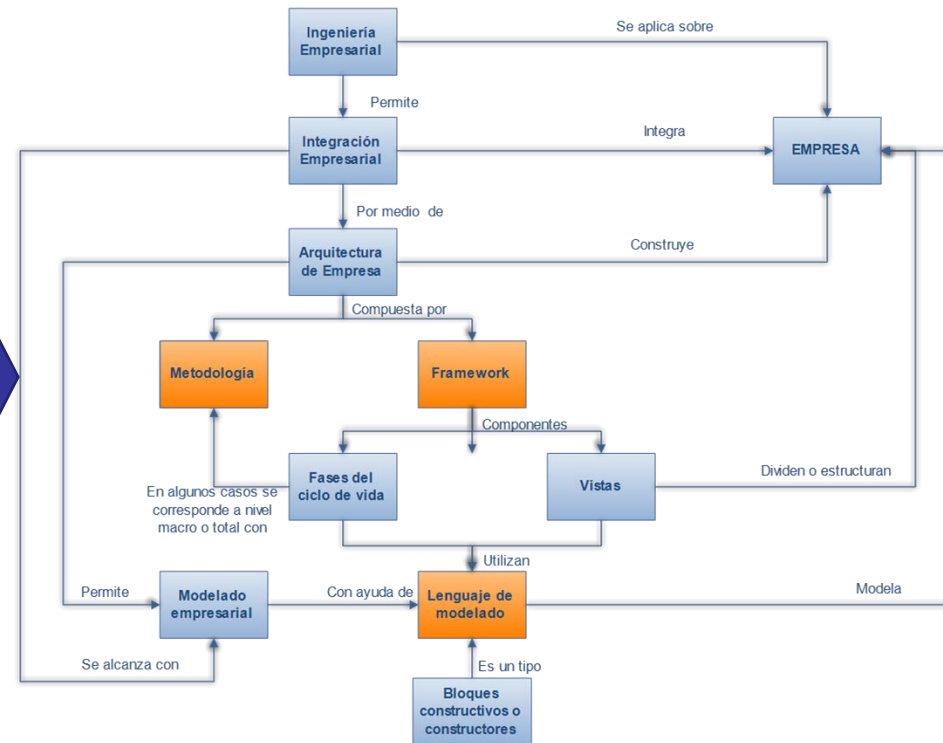 Ingeniería
Empresarial
Se aplica sobre
Permite
Integración
Empresarial
Integra
EMPRESA
Por medio de
Arquitectura
de Empresa
Construye
Compuesta por
Metodología
Framework
Componentes
Fases del
ciclo de vida
Vistas
Dividen o estructuran
En algunos casos se
corresponde a nivel
macro o total con
Utilizan
Permite
Modelado
empresarial
Con ayuda de
Lenguaje de
modelado
Modela
Se alcanza con
Es un tipo
Bloques
constructivos o
constructores